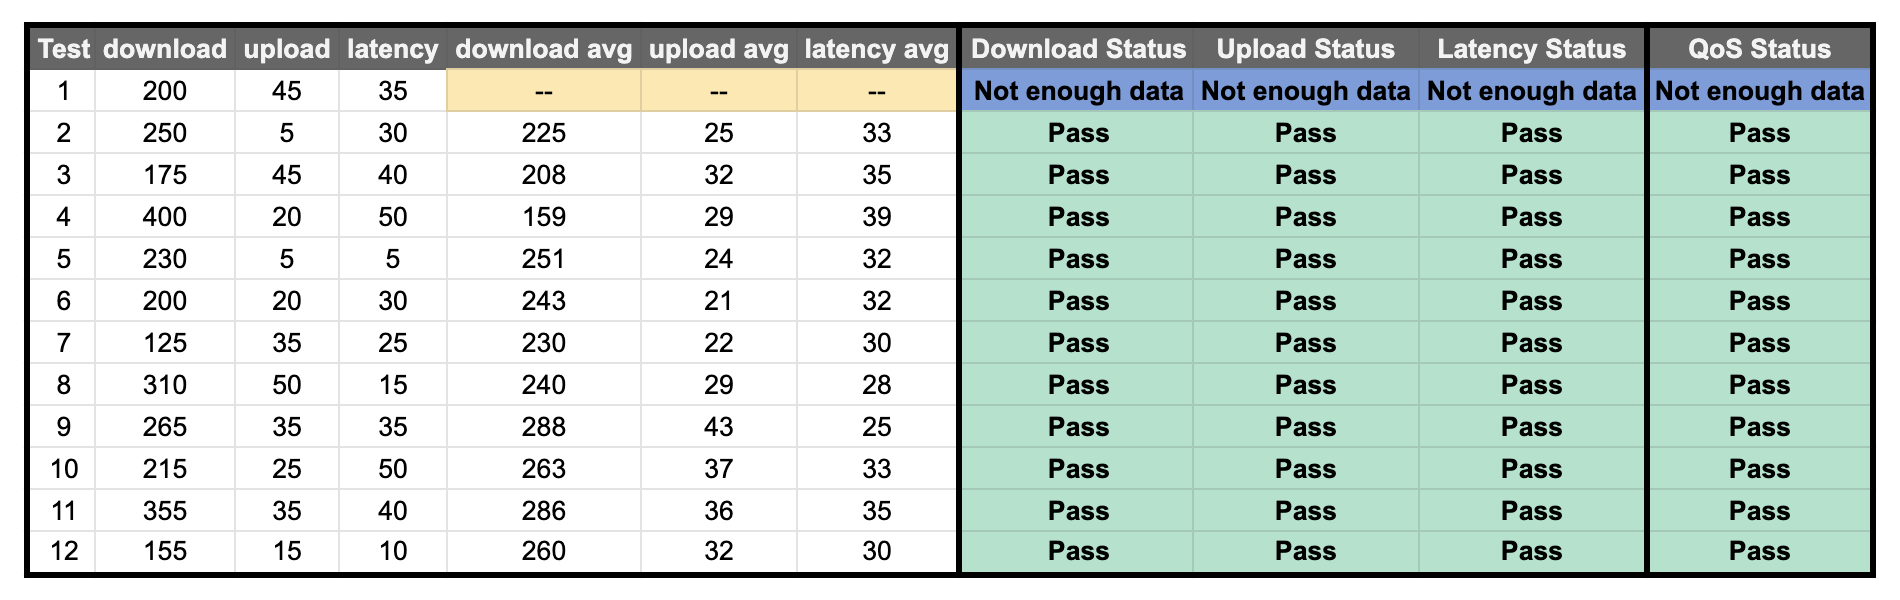 Test download upload latency download avg upload avg latency avg Download Status Upload Status Latency Status QoS Status
1 200 45 35 -- -- -- Not enough data Not enough data Not enough data Not enough data
2 250 5 30 225 25 33 Pass Pass Pass Pass
3 175 45 40 208 32 35 Pass Pass Pass Pass
4 400 20 50 159 29 39 Pass Pass Pass Pass
5 230 5 5 251 24 32 Pass Pass Pass Pass
6 200 20 30 243 21 32 Pass Pass Pass Pass
7 125 35 25 230 22 30 Pass Pass Pass Pass
8 310 50 15 240 29 28 Pass Pass Pass Pass
9 265 35 35 288 43 25 Pass Pass Pass Pass
10 215 25 50 263 37 33 Pass Pass Pass Pass
11 355 35 40 286 36 35 Pass Pass Pass Pass
12 155 15 10 260 32 30 Pass Pass Pass Pass